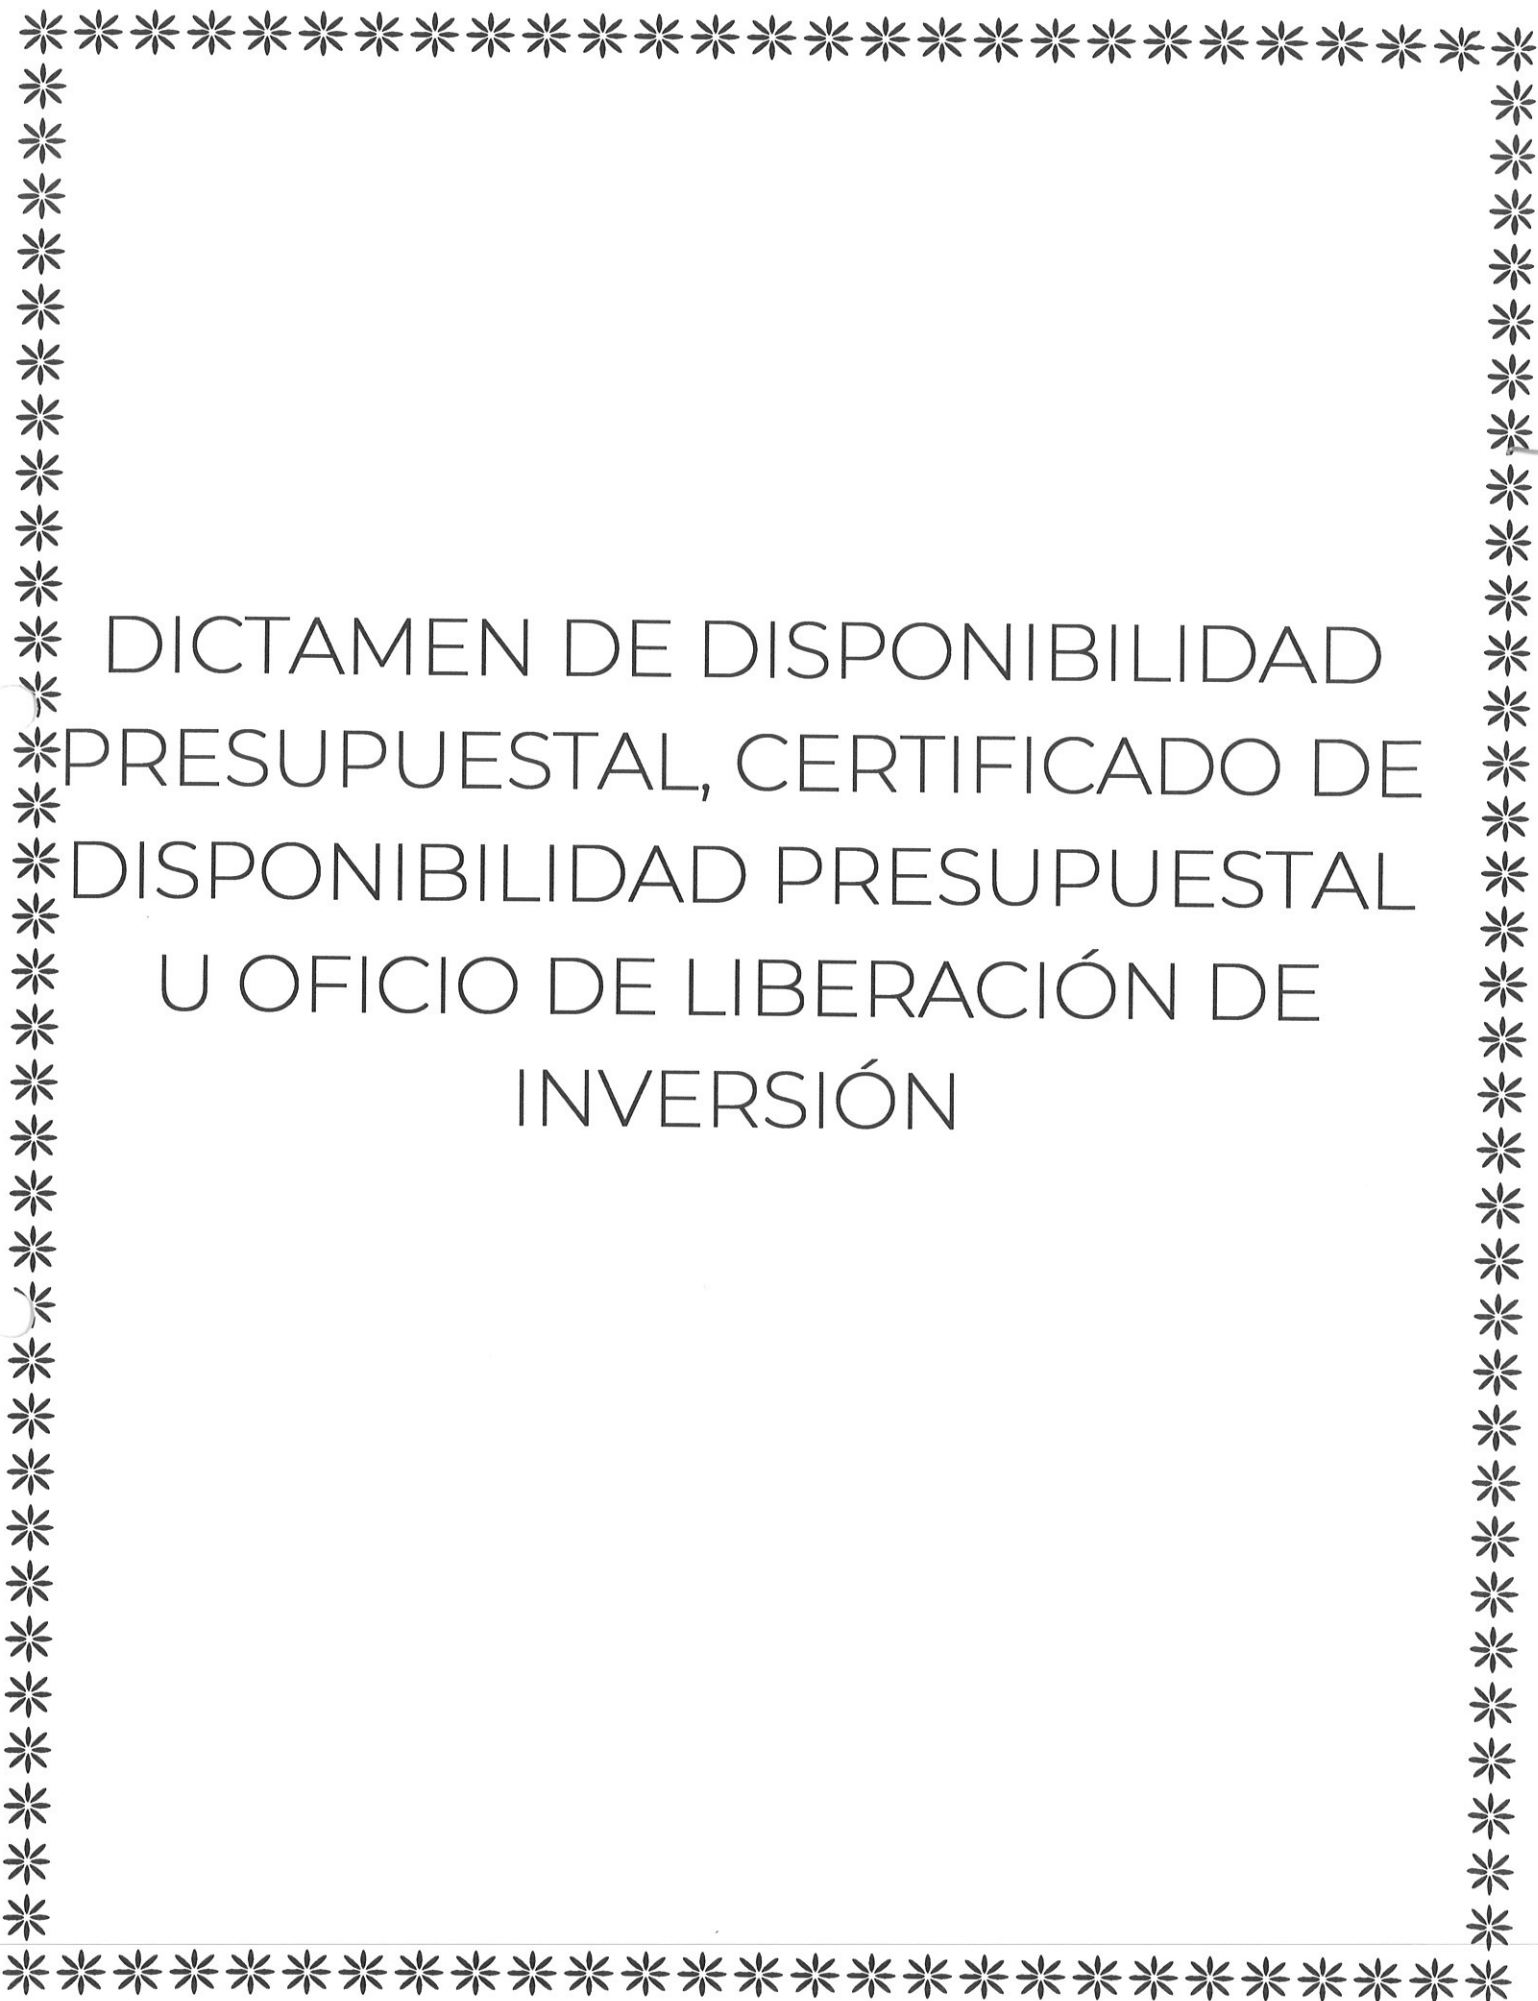 DICTAMEN DE DISPONIBILIDAD
PRESUPUESTAL, CERTIFICADO DE
DISPONIBILIDAD PRESUPUESTAL
U OFICIO DE LIBERACIÓN DE
INVERSIÓN